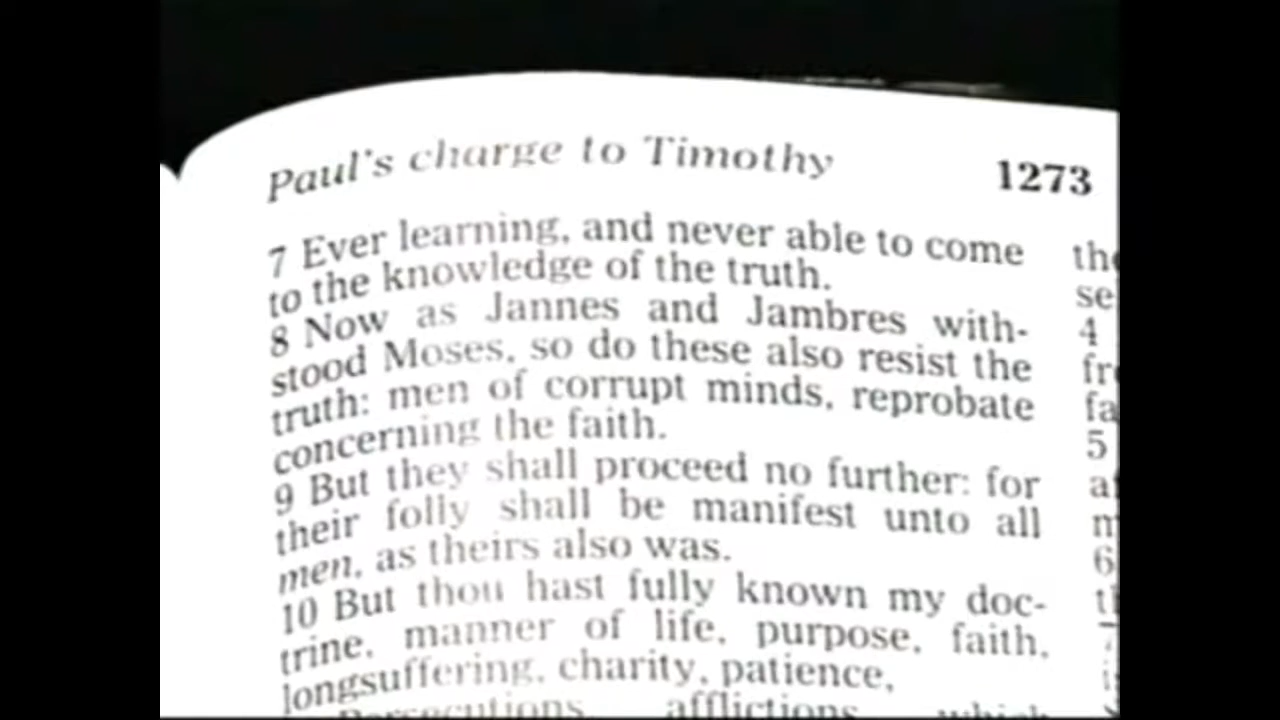 Paul's charge to Timothy
1273
7 Ever learning, and never able to come
to the knowledge of the truth.
8 Now as Jannes and Jambres with-
stood Moses, so do these also resist the
truth: men of corrupt minds, reprobate
concerning the faith.
9 But they shall proceed no further: for
their folly shall be manifest unto all
men, as theirs also was.
10 But thou hast fully known my doc-
trine, manner of life, purpose, faith,
longsuffering, charity, patience,
Persecutions, afflictions, which
4
5
6
7